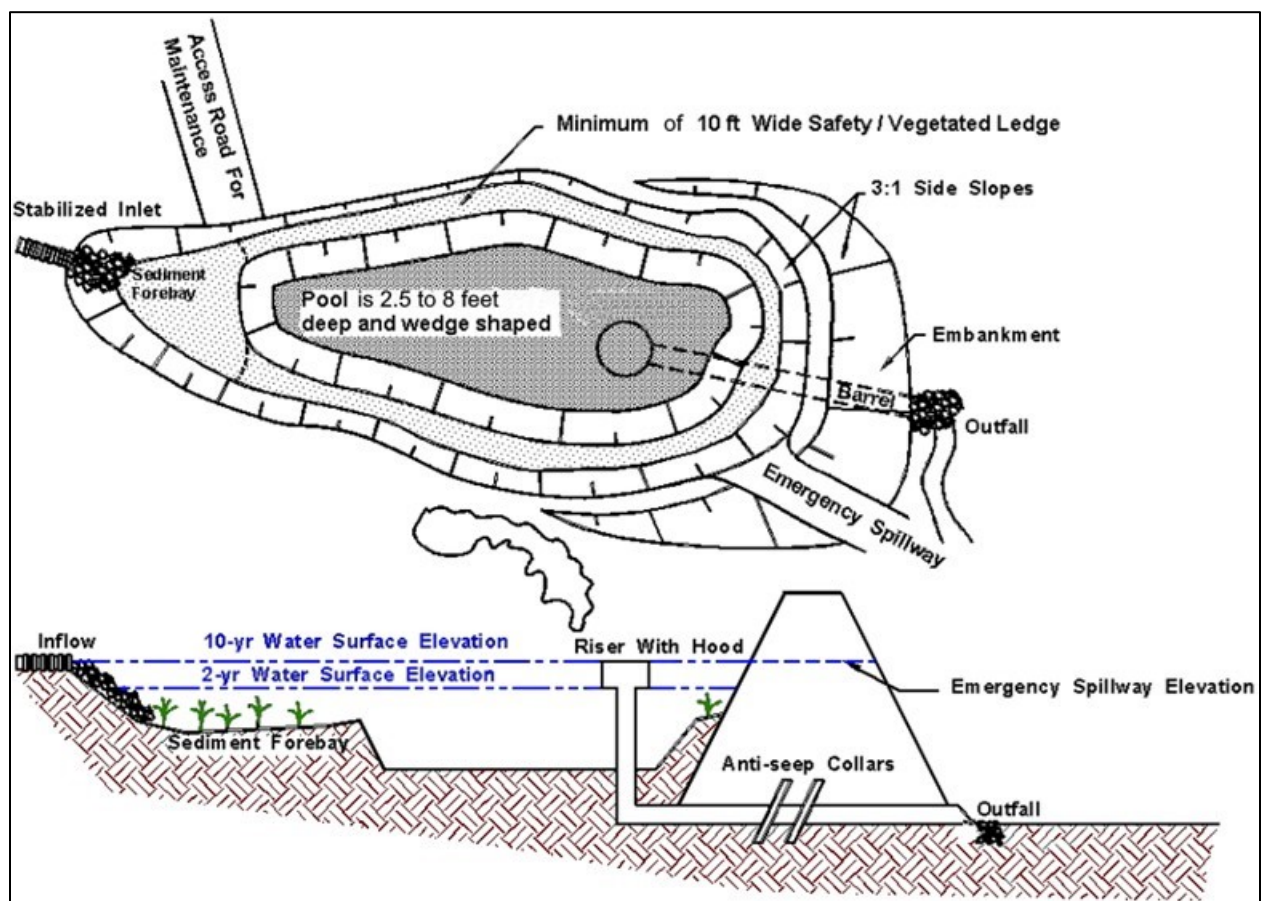 Access Road For
Maintenance
Minimum of 10 ft Wide Safety / Vegetated Ledge
3:1 Side Slopes
Stabilized Inlet
Sediment
Forebay
Pool is 2.5 to 8 feet
deep and wedge shaped
Embankment
Barrel
Outfall
Emergency Spillway
Inflow
10-yr Water Surface Elevation
Riser With Hood
2-yr Water Surface Elevation
Emergency Spillway Elevation
Sediment Forebay
Anti-seep Collars
Outfall